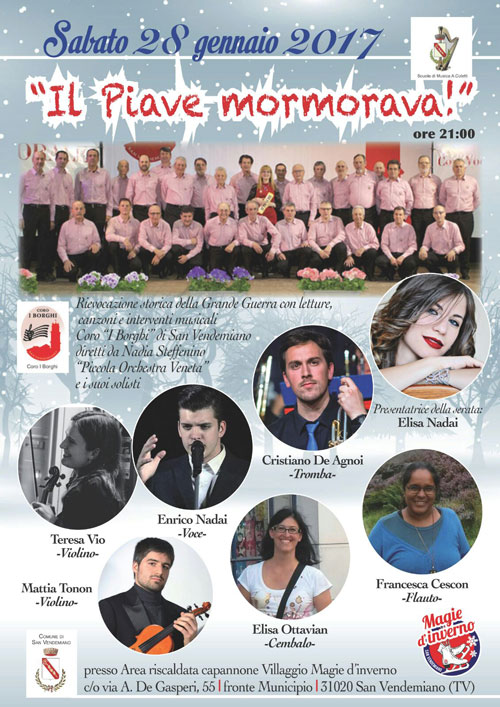 Sabato 28 gennaio 2017
Scuola di Musica A.Corelli
"Il Piave mormorava!"
ore 21:00
CORO
I BORGHI
Coro I Borghi
Rievocazione storica della Grande Guerra con letture,
canzoni e interventi musicali
Coro "I Borghi" di San Vendemiano
diretti da Nadia Steffenino
"Piccola Orchestra Veneta"
e i suoi solisti
Presentatrice della serata:
Elisa Nadai
Cristiano De Agnoi
-Tromba-
Enrico Nadai
-Voce-
Teresa Vio
-Violino-
Francesca Cescon
-Flauto-
Mattia Tonon
-Violino-
Elisa Ottavian
-Cembalo-
Magie
d'inverno
SAN VENDEMIANO
COMUNE DI
SAN VENDEMIANO
presso Area riscaldata capannone Villaggio Magie d'inverno
c/o via A. De Gasperi, 55 | fronte Municipio | 31020 San Vendemiano (TV)